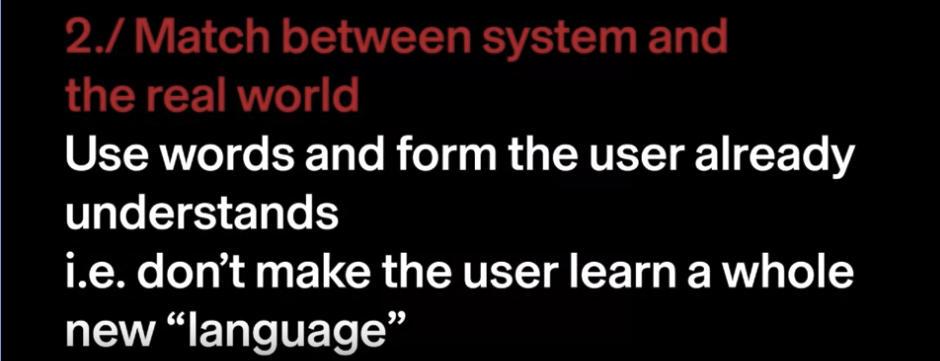 2./ Match between system and
the real world
Use words and form the user already
understands
i.e. don’t make the user learn a whole
new “language”